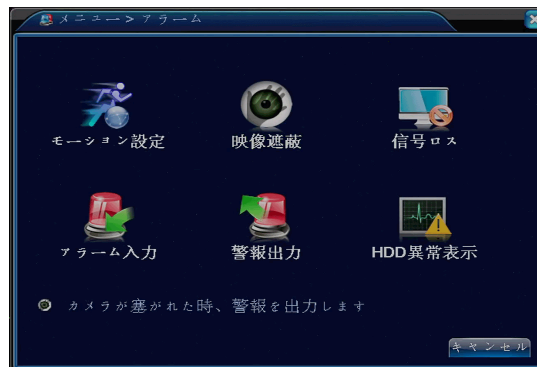 メニュー> アラーム
モーション設定 映像遮蔽 信号ロス
アラーム入力 警報出力 HDD異常表示
カメラが塞がれた時、警報を出力します
キャンセル